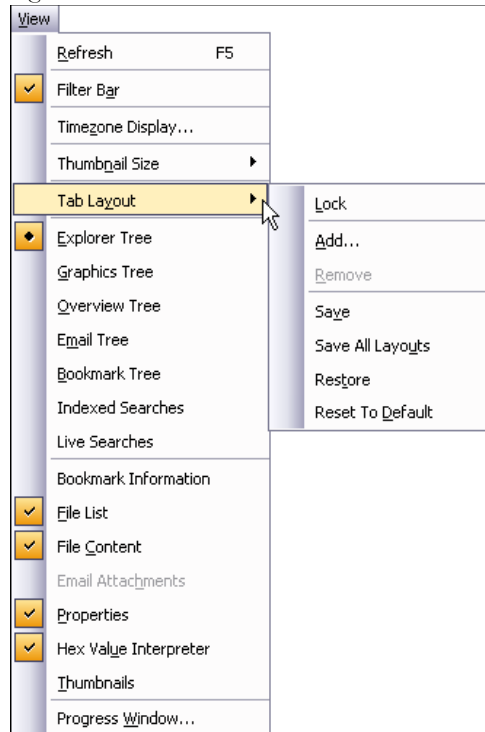 View
Refresh F5
Filter Bar
Timezone Display...
Thumbnail Size
Tab Layout
Explorer Tree
Graphics Tree
Overview Tree
Email Tree
Bookmark Tree
Indexed Searches
Live Searches
Bookmark Information
File List
File Content
Email Attachments
Properties
Hex Value Interpreter
Thumbnails
Progress Window...
Lock
Add...
Remove
Save
Save All Layouts
Restore
Reset To Default